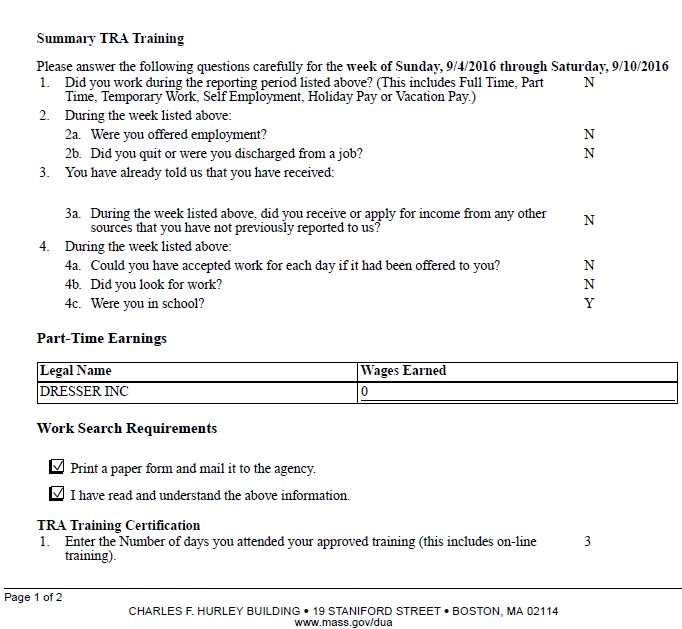 Summary TRA Training
Please answer the following questions carefully for the week of Sunday, 9/4/2016 through Saturday, 9/10/2016
1. Did you work during the reporting period listed above? (This includes Full Time, Part N
Time, Temporary Work, Self Employment, Holiday Pay or Vacation Pay.)
2. During the week listed above:
2a. Were you offered employment? N
2b. Did you quit or were you discharged from a job? N
3. You have already told us that you have received:
3a. During the week listed above, did you receive or apply for income from any other N
sources that you have not previously reported to us?
4. During the week listed above:
4a. Could you have accepted work for each day if it had been offered to you? N
4b. Did you look for work? N
4c. Were you in school? Y
Part-Time Earnings
Legal Name Wages Earned
DRESSER INC 0
Work Search Requirements
Print a paper form and mail it to the agency.
I have read and understand the above information.
TRA Training Certification
1. Enter the Number of days you attended your approved training (this includes on-line 3
training).
Page 1 of 2
CHARLES F. HURLEY BUILDING • 19 STANIFORD STREET • BOSTON, MA 02114
www.mass.gov/dua